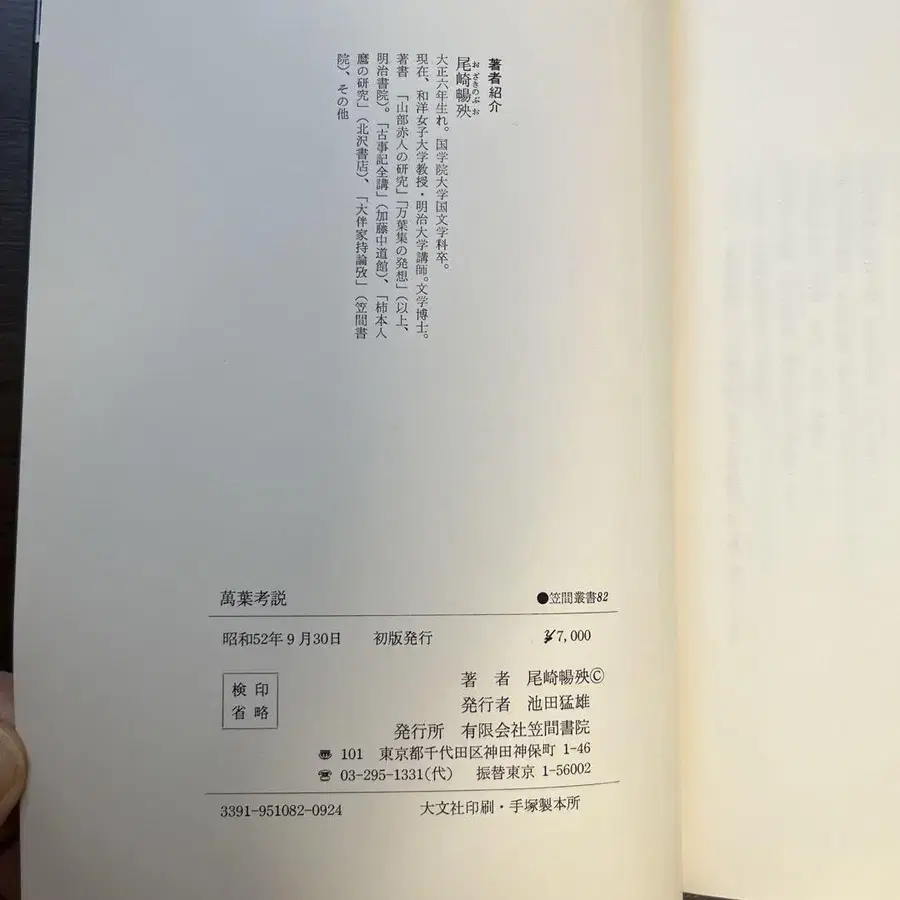 著者紹介
おざきのぶお
尾崎暢殃
大正六年生れ。国学院大学国文学科卒。
現在、和洋女子大学教授・明治大学講師。文学博士。
著書 「山部赤人の研究」「万葉集の発想」(以上、
明治書院)。「古事記全講」(加藤中道館)、「柿本人
麿の研究」(北沢書店)、「大伴家持論攷」(笠間書
院)、その他
萬葉考説 ●笠間叢書82
昭和52年9月30日 初版発行 ¥7,000
検印
省略
著者 尾崎暢殃©
発行者 池田猛雄
発行所 有限会社笠間書院
〠 101 東京都千代田区神田神保町 1-46
☎ 03-295-1331(代) 振替東京 1-56002
3391-951082-0924 大文社印刷・手塚製本所